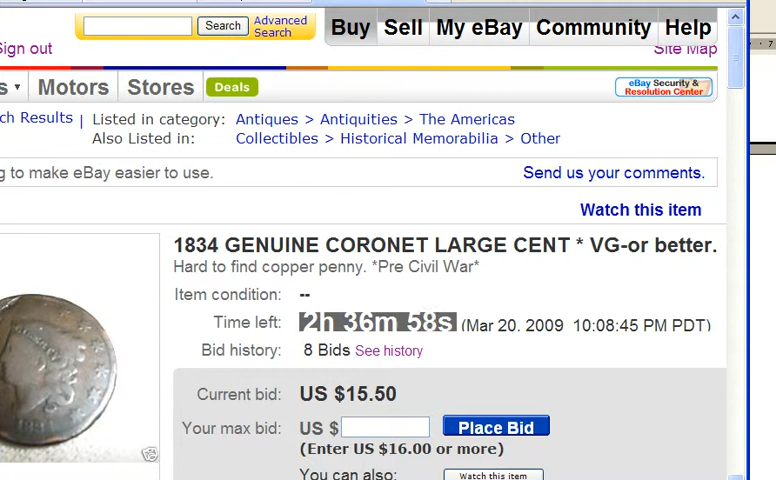 Search
Advanced Search
Buy Sell My eBay Community Help
Sign out
Site Map
s Motors Stores Deals
eBay Security & Resolution Center
ch Results | Listed in category: Antiques > Antiquities > The Americas
Also Listed in: Collectibles > Historical Memorabilia > Other
g to make eBay easier to use. Send us your comments.
Watch this item
1834 GENUINE CORONET LARGE CENT * VG-or better.
Hard to find copper penny. *Pre Civil War*
Item condition: --
Time left: 2h 36m 58s (Mar 20. 2009 10:08:45 PM PDT)
Bid history: 8 Bids See history
Current bid: US $15.50
Your max bid: US $ Place Bid
(Enter US $16.00 or more)
You can also: Watch this item